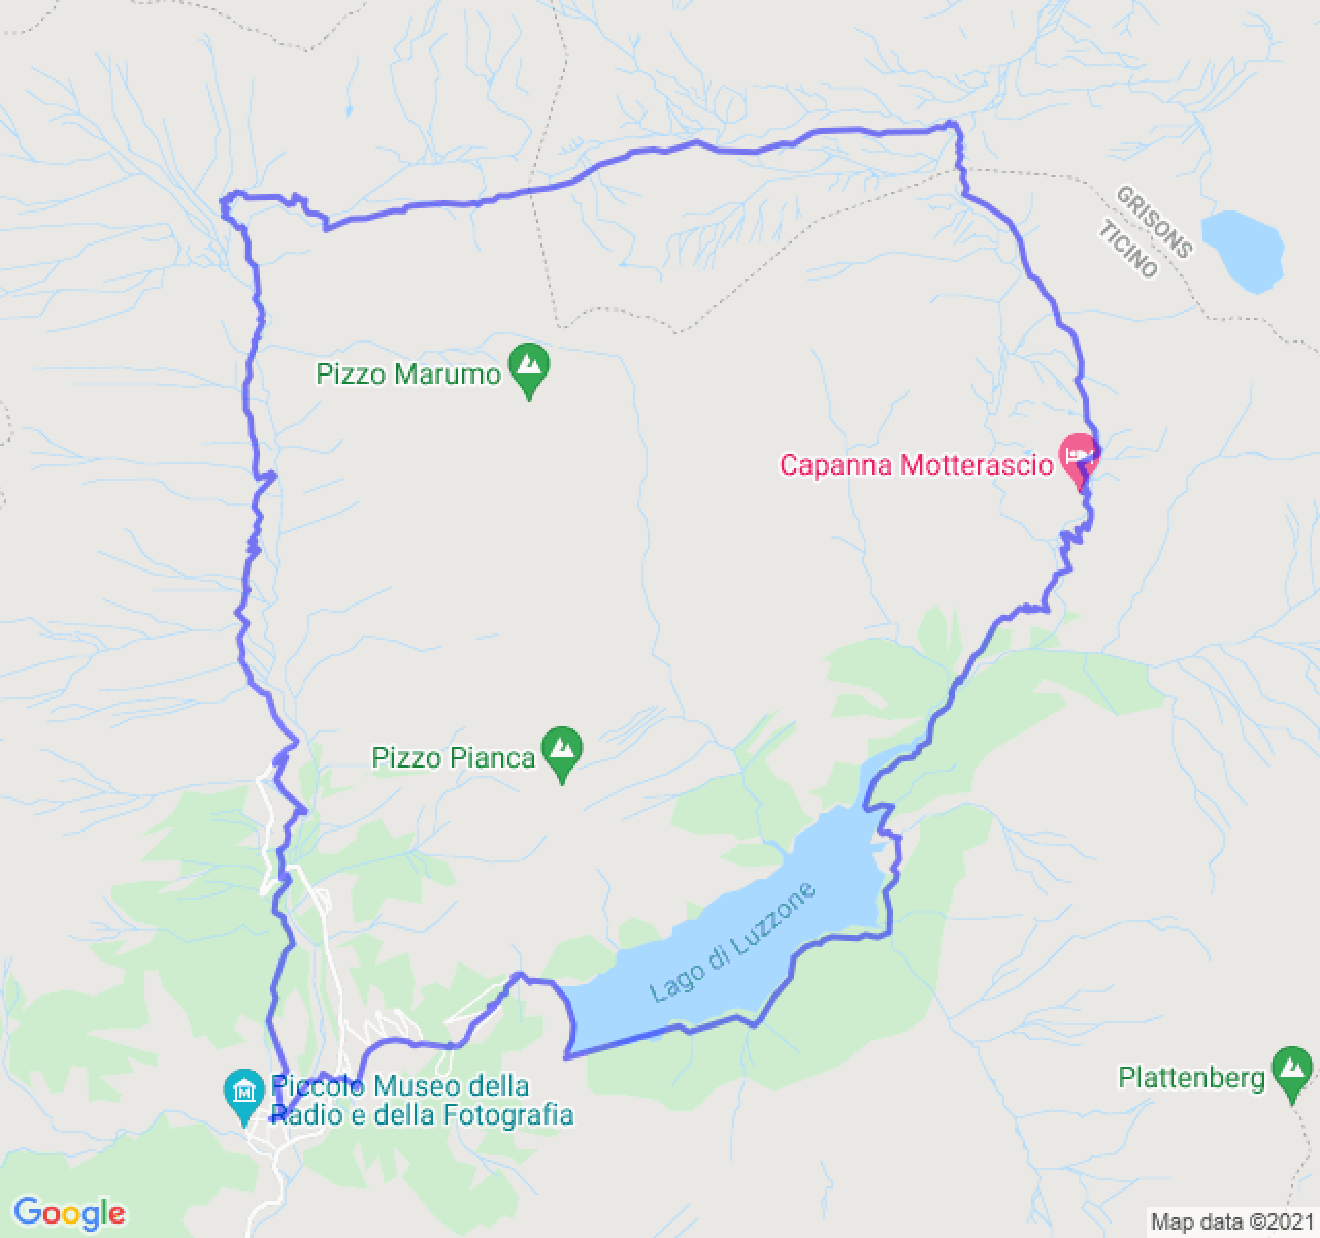 GRISONS
TICINO
Pizzo Marumo
Capanna Motterascio
Pizzo Pianca
Lago di Luzzone
Plattenberg
Piccolo Museo della
Radio e della Fotografia
Google
Map data ©2021